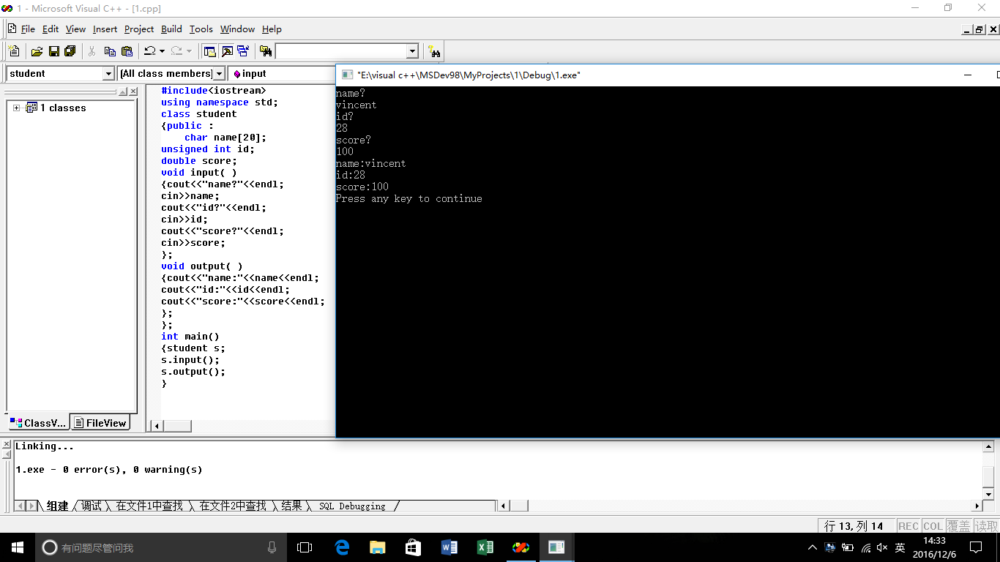 1 - Microsoft Visual C++ - [1.cpp]
File Edit View Insert Project Build Tools Window Help
student [All class members] input
1 classes
ClassV... FileView
#include<iostream>
using namespace std;
class student
{public :
char name[20];
unsigned int id;
double score;
void input( )
{cout<<"name?"<<endl;
cin>>name;
cout<<"id?"<<endl;
cin>>id;
cout<<"score?"<<endl;
cin>>score;
};
void output( )
{cout<<"name:"<<name<<endl;
cout<<"id:"<<id<<endl;
cout<<"score:"<<score<<endl;
};
};
int main()
{student s;
s.input();
s.output();
}
"E:\visual c++\MSDev98\MyProjects\1\Debug\1.exe"
name?
vincent
id?
28
score?
100
name:vincent
id:28
score:100
Press any key to continue
Linking...
1.exe - 0 error(s), 0 warning(s)
组建 调试 在文件1中查找 在文件2中查找 结果 SQL Debugging
行 13, 列 14 REC COL 覆盖 读取
有问题尽管问我
英
14:33
2016/12/6